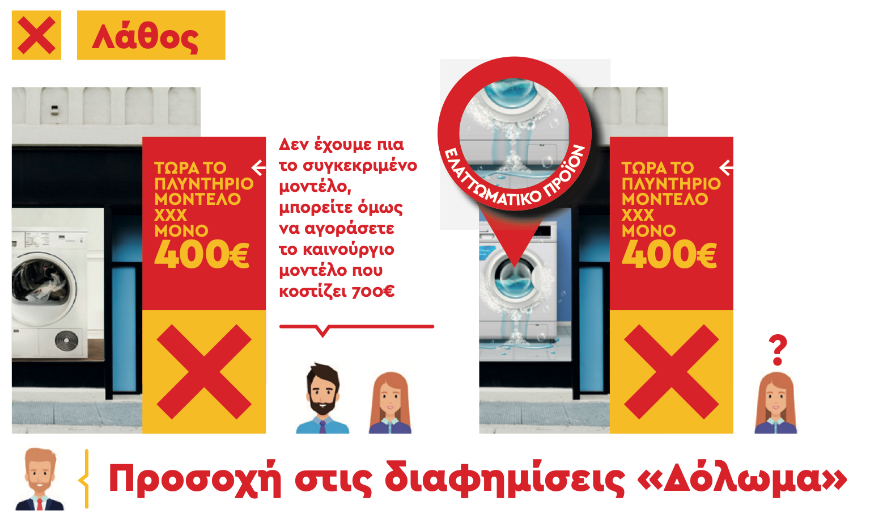 Λάθος
ΤΩΡΑ ΤΟ
ΠΛΥΝΤΗΡΙΟ
ΜΟΝΤΕΛΟ
ΧΧΧ
ΜΟΝΟ
400€
Δεν έχουμε πια
το συγκεκριμένο
μοντέλο,
μπορείτε όμως
να αγοράσετε
το καινούργιο
μοντέλο που
κοστίζει 700€
ΕΛΑΤΤΩΜΑΤΙΚΟ ΠΡΟΪΟΝ
ΤΩΡΑ ΤΟ
ΠΛΥΝΤΗΡΙΟ
ΜΟΝΤΕΛΟ
ΧΧΧ
ΜΟΝΟ
400€
?
Προσοχή στις διαφημίσεις «Δόλωμα»